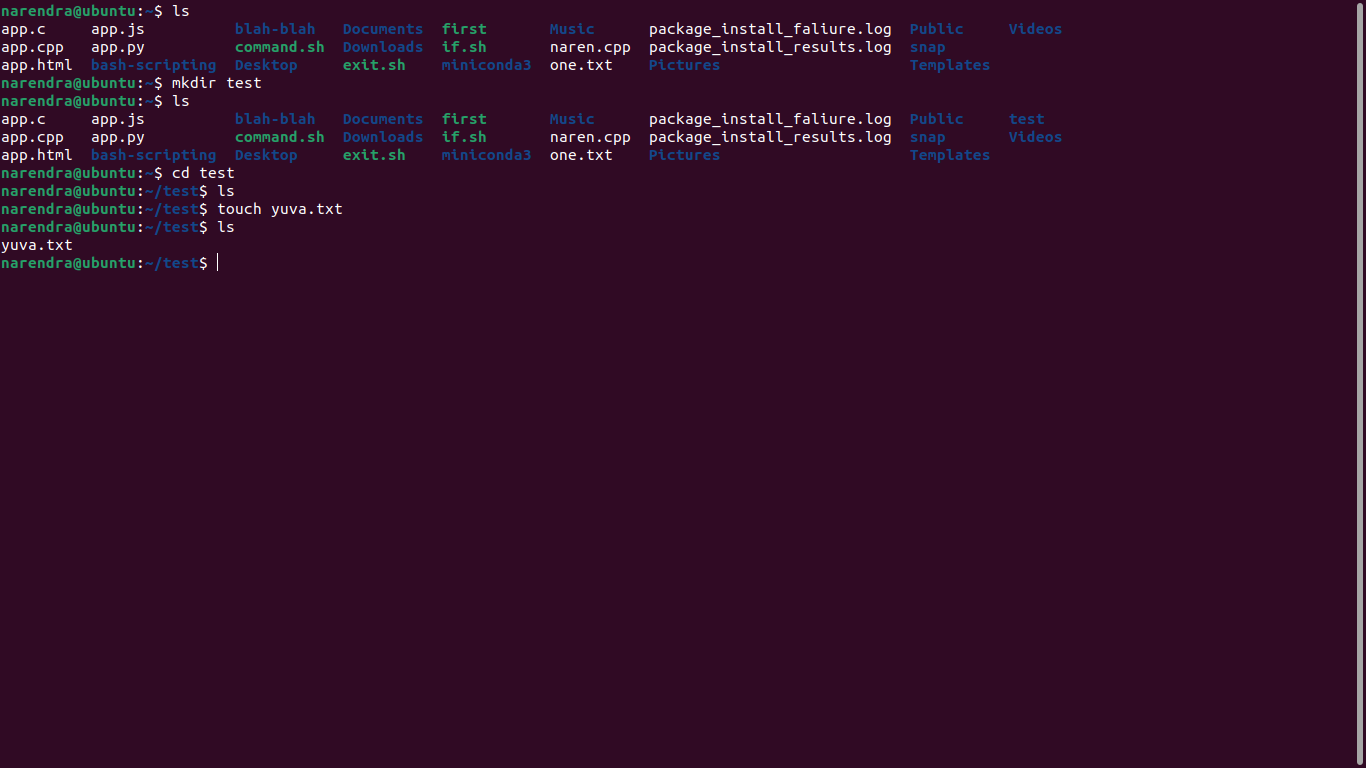 narendra@ubuntu:~$ ls
app.c     app.js          blah-blah   Documents  first       Music      package_install_faliure.log  Public     Videos
app.cpp   app.py          command.sh  Downloads  if.sh       naren.cpp  package_install_results.log  snap
app.html  bash-scripting  Desktop     exit.sh    miniconda3  one.txt    Pictures                     Templates
narendra@ubuntu:~$ mkdir test
narendra@ubuntu:~$ ls
app.c     app.js          blah-blah   Documents  first       Music      package_install_faliure.log  Public     test
app.cpp   app.py          command.sh  Downloads  if.sh       naren.cpp  package_install_results.log  snap       Videos
app.html  bash-scripting  Desktop     exit.sh    miniconda3  one.txt    Pictures                     Templates
narendra@ubuntu:~$ cd test
narendra@ubuntu:~/test$ ls
narendra@ubuntu:~/test$ touch yuva.txt
narendra@ubuntu:~/test$ ls
yuva.txt
narendra@ubuntu:~/test$